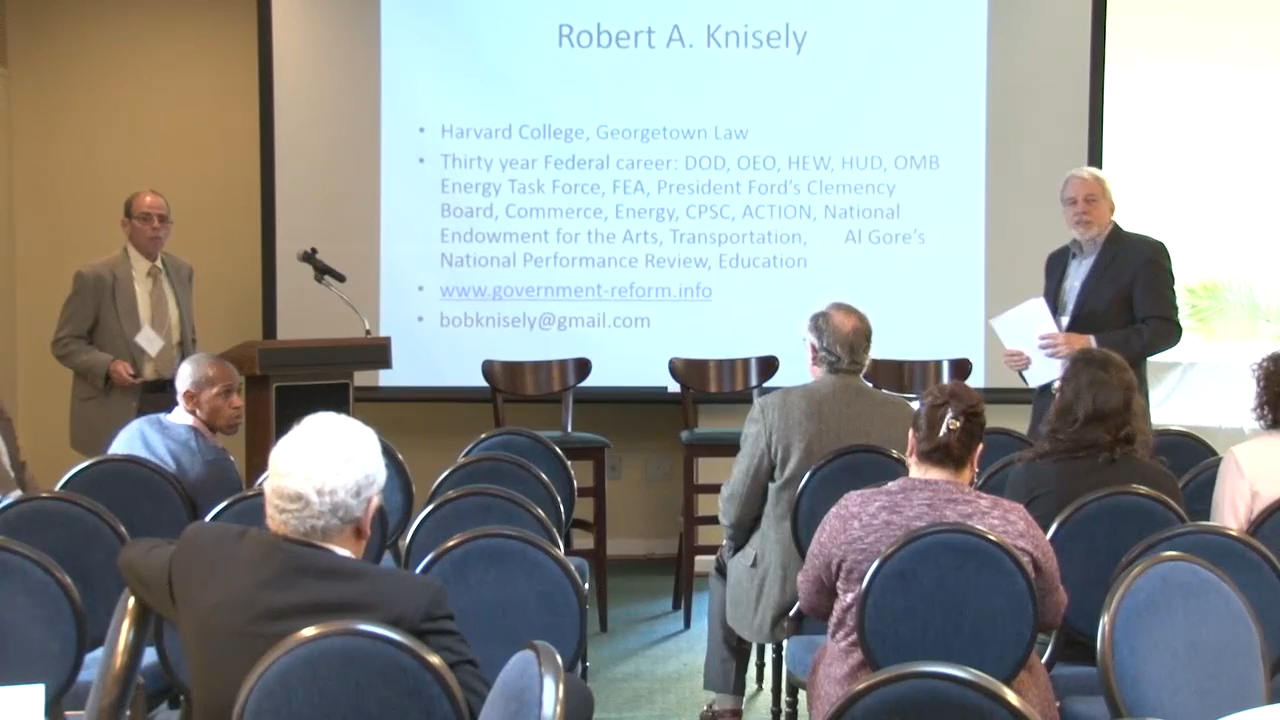 Robert A. Knisely
• Harvard College, Georgetown Law
• Thirty year Federal career: DOD, OEO, HEW, HUD, OMB
Energy Task Force, FEA, President Ford's Clemency
Board, Commerce, Energy, CPSC, ACTION, National
Endowment for the Arts, Transportation, Al Gore's
National Performance Review, Education
• www.government-reform.info
• bobknisely@gmail.com